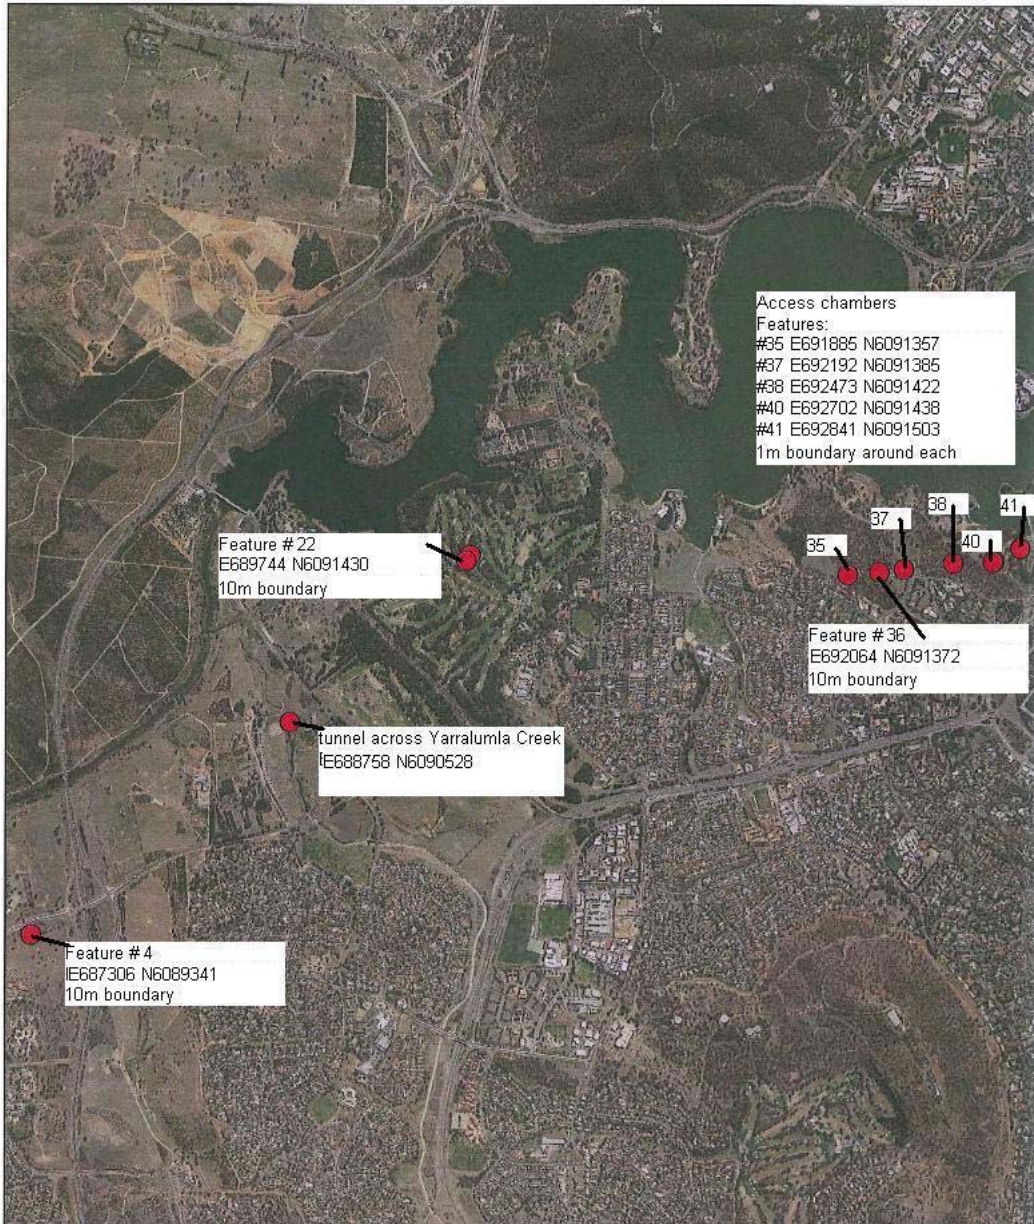 Access chambers
Features:
#35 E691885 N6091357
#37 E692192 N6091385
#38 E692473 N6091422
#40 E692702 N6091438
#41 E692841 N6091503
1m boundary around each
41
38
37
40
35
Feature #22
E689744 N6091430
10m boundary
Feature #36
E692064 N6091372
10m boundary
tunnel across Yarralumla Creek
E688758 N6090528
Feature #4
E687306 N6089341
10m boundary